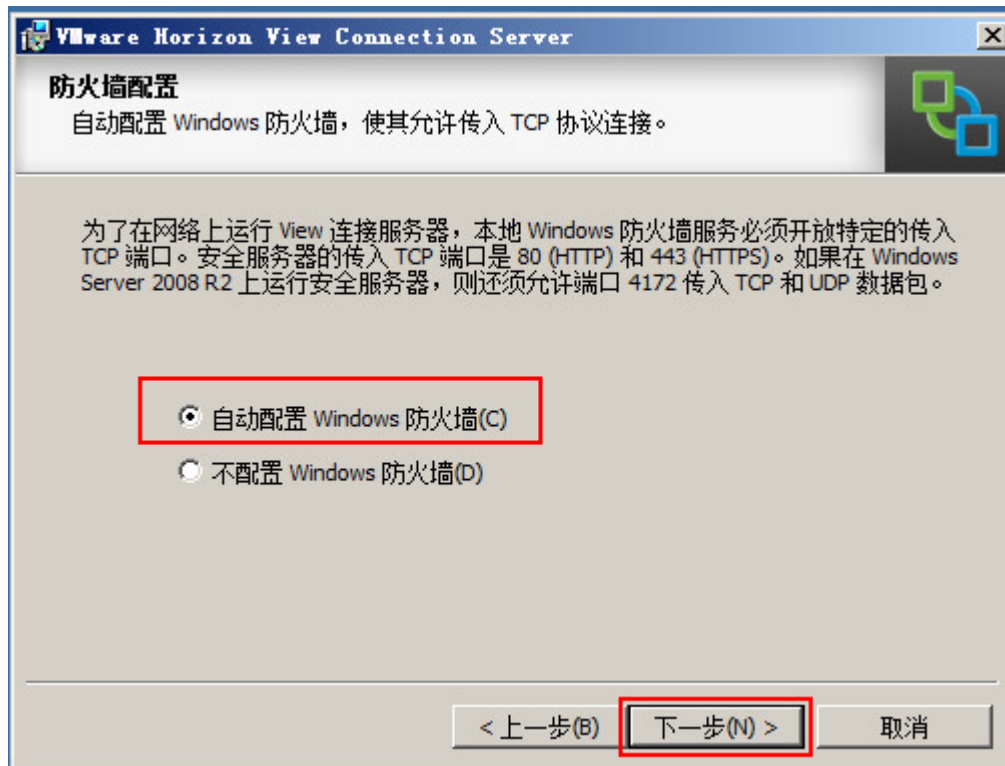 VMware Horizon View Connection Server
防火墙配置
自动配置 Windows 防火墙，使其允许传入 TCP 协议连接。
为了在网络上运行 View 连接服务器，本地 Windows 防火墙服务必须开放特定的传入
TCP 端口。安全服务器的传入 TCP 端口是 80 (HTTP) 和 443 (HTTPS)。如果在 Windows
Server 2008 R2 上运行安全服务器，则还须允许端口 4172 传入 TCP 和 UDP 数据包。
自动配置 Windows 防火墙(C)
不配置 Windows 防火墙(D)
< 上一步(B) 下一步(N) > 取消